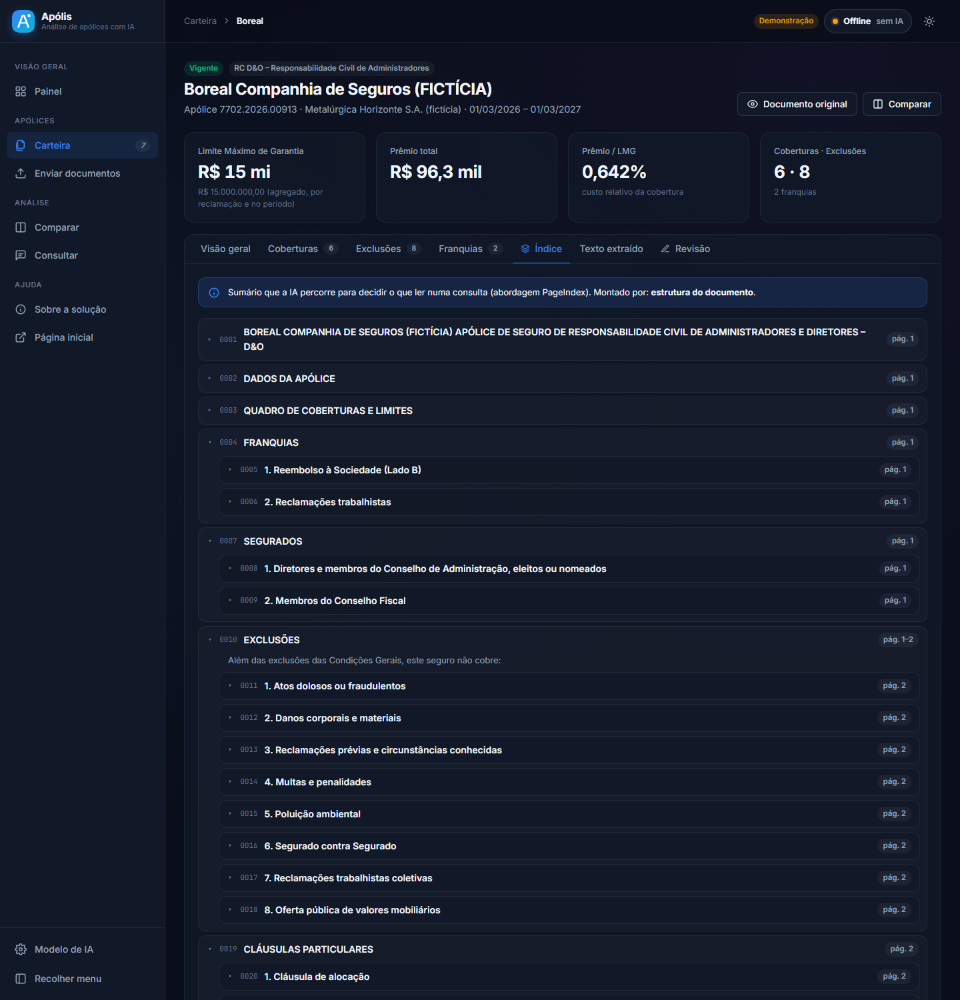 Apólis
Análise de apólices com IA
VISÃO GERAL
Painel
APÓLICES
Carteira 7
Enviar documentos
ANÁLISE
Comparar
Consultar
AJUDA
Sobre a solução
Página inicial
Modelo de IA
Recolher menu
Carteira > Boreal
Demonstração
Offline sem IA
Vigente
RC D&O – Responsabilidade Civil de Administradores
Boreal Companhia de Seguros (FICTÍCIA)
Apólice 7702.2026.00913 · Metalúrgica Horizonte S.A. (fictícia) · 01/03/2026 – 01/03/2027
Documento original
Comparar
Limite Máximo de Garantia
R$ 15 mi
R$ 15.000.000,00 (agregado, por
reclamação e no período)
Prêmio total
R$ 96,3 mil
Prêmio / LMG
0,642%
custo relativo da cobertura
Coberturas · Exclusões
6 · 8
2 franquias
Visão geral
Coberturas 6
Exclusões 8
Franquias 2
Índice
Texto extraído
Revisão
Sumário que a IA percorre para decidir o que ler numa consulta (abordagem PageIndex). Montado por: estrutura do documento.
0001 BOREAL COMPANHIA DE SEGUROS (FICTÍCIA) APÓLICE DE SEGURO DE RESPONSABILIDADE CIVIL DE ADMINISTRADORES E DIRETORES –
D&O
pág. 1
0002 DADOS DA APÓLICE pág. 1
0003 QUADRO DE COBERTURAS E LIMITES pág. 1
0004 FRANQUIAS pág. 1
0005 1. Reembolso à Sociedade (Lado B) pág. 1
0006 2. Reclamações trabalhistas pág. 1
0007 SEGURADOS pág. 1
0008 1. Diretores e membros do Conselho de Administração, eleitos ou nomeados pág. 1
0009 2. Membros do Conselho Fiscal pág. 1
0010 EXCLUSÕES pág. 1–2
Além das exclusões das Condições Gerais, este seguro não cobre:
0011 1. Atos dolosos ou fraudulentos pág. 2
0012 2. Danos corporais e materiais pág. 2
0013 3. Reclamações prévias e circunstâncias conhecidas pág. 2
0014 4. Multas e penalidades pág. 2
0015 5. Poluição ambiental pág. 2
0016 6. Segurado contra Segurado pág. 2
0017 7. Reclamações trabalhistas coletivas pág. 2
0018 8. Oferta pública de valores mobiliários pág. 2
0019 CLÁUSULAS PARTICULARES pág. 2
0020 1. Cláusula de alocação pág. 2